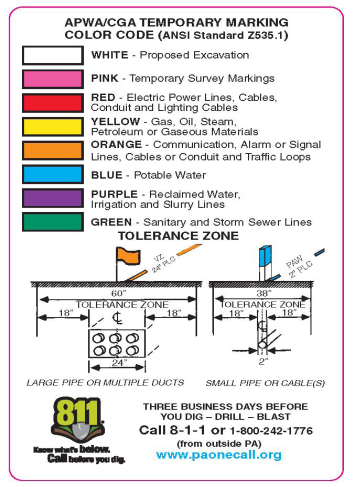 APWA/CGA TEMPORARY MARKING
COLOR CODE (ANSI Standard Z535.1)
WHITE - Proposed Excavation
PINK - Temporary Survey Markings
RED - Electric Power Lines, Cables,
Conduit and Lighting Cables
YELLOW - Gas, Oil, Steam,
Petroleum or Gaseous Materials
ORANGE - Communication, Alarm or Signal
Lines, Cables or Conduit and Traffic Loops
BLUE - Potable Water
PURPLE - Reclaimed Water,
Irrigation and Slurry Lines
GREEN - Sanitary and Storm Sewer Lines
TOLERANCE ZONE
VZ
24" PLC
PAW
2" PLC
60"
TOLERANCE ZONE
18"
18"
24"
38"
TOLERANCE ZONE
18"
18"
2"
LARGE PIPE OR MULTIPLE DUCTS
SMALL PIPE OR CABLE(S)
811
Know what's below.
Call before you dig.
THREE BUSINESS DAYS BEFORE
YOU DIG – DRILL – BLAST
Call 8-1-1 or 1-800-242-1776
(from outside PA)
www.paonecall.org